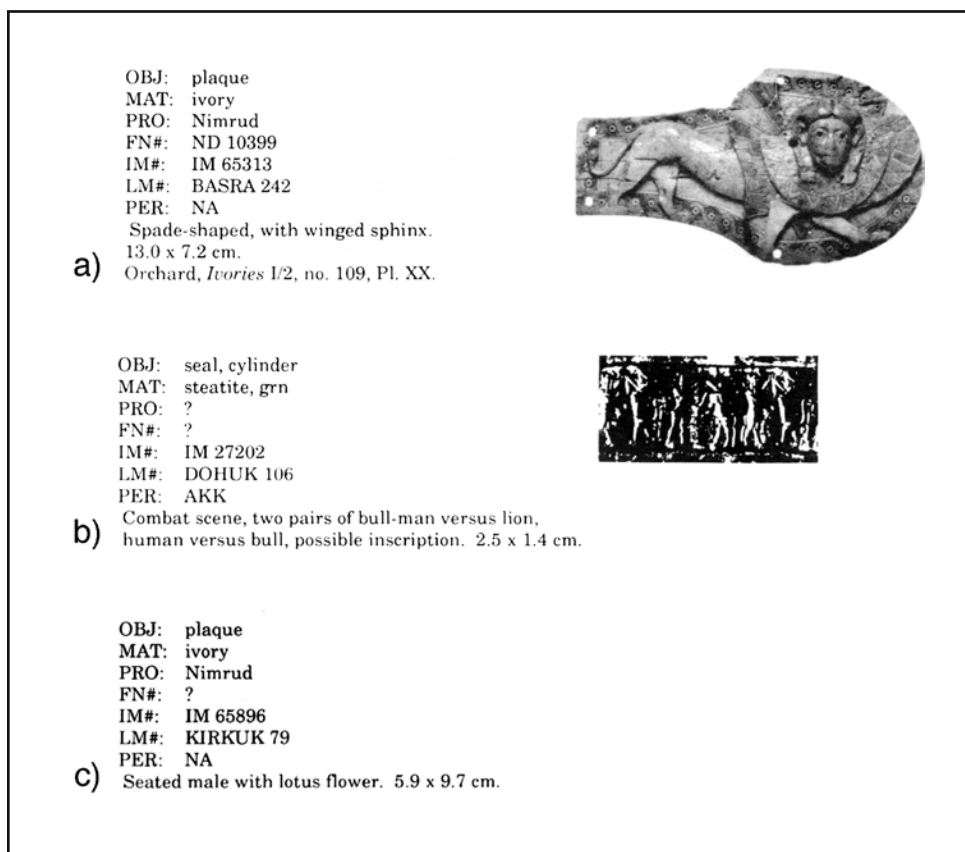 OBJ: plaque
MAT: ivory
PRO: Nimrud
FN#: ND 10399
IM#: IM 65313
LM#: BASRA 242
PER: NA
Spade-shaped, with winged sphinx.
13.0 x 7.2 cm.
a)
Orchard, Ivories I/2, no. 109, Pl. XX.
OBJ: seal, cylinder
MAT: steatite, grn
PRO: ?
FN#: ?
IM#: IM 27202
LM#: DOHUK 106
PER: AKK
Combat scene, two pairs of bull-man versus lion,
b)
human versus bull, possible inscription. 2.5 x 1.4 cm.
OBJ: plaque
MAT: ivory
PRO: Nimrud
FN#: ?
IM#: IM 65896
LM#: KIRKUK 79
PER: NA
c)
Seated male with lotus flower. 5.9 x 9.7 cm.